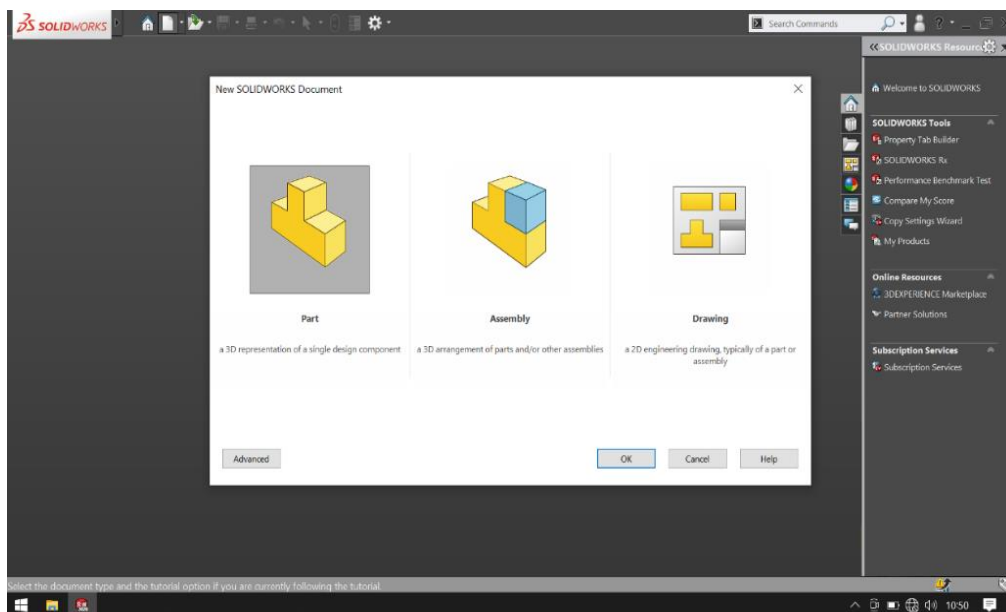 SOLIDWORKS
Search Commands
SOLIDWORKS Resourc
New SOLIDWORKS Document
Welcome to SOLIDWORKS
SOLIDWORKS Tools
Property Tab Builder
SOLIDWORKS Rx
Performance Benchmark Test
Compare My Score
Copy Settings Wizard
My Products
Online Resources
3DEXPERIENCE Marketplace
Partner Solutions
Subscription Services
Subscription Services
Part
a 3D representation of a single design component
Assembly
a 3D arrangement of parts and/or other assemblies
Drawing
a 2D engineering drawing, typically of a part or
assembly
Advanced
OK
Cancel
Help
Select the document type and the tutorial option if you are currently following the tutorial.
10:50